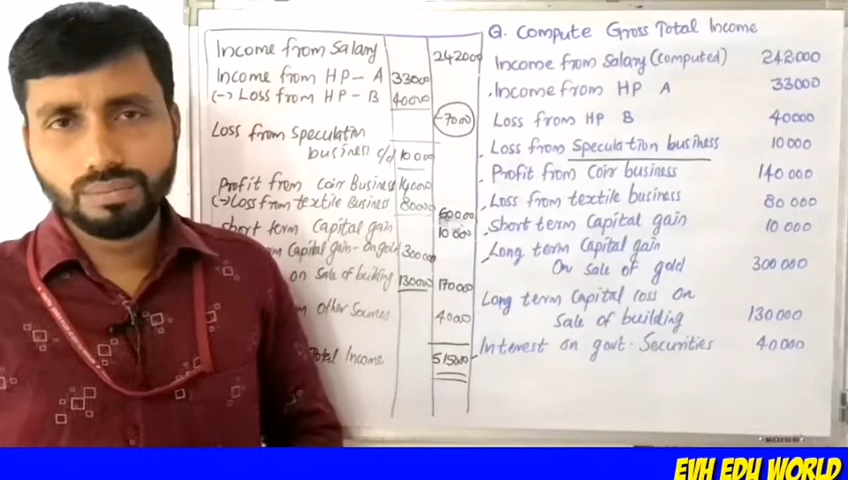 Income from Salary 242000
Income from HP - A 33000
(-) Loss from HP - B 40000
-7000
Loss from speculation
business c/d 10000
Profit from Coir Business
(-) Loss from textile Business 80000
60000
Short term Capital gain 10000
Capital gain - on gold 300000
on Sale of building 130000 170000
Other Sources 40000
Total Income 515000
Q. Compute Gross Total Income
Income from Salary (computed) 242000
Income from HP A 33000
Loss from HP B 40000
Loss from Speculation business 10000
Profit from Coir business 140000
Loss from textile business 80000
Short term Capital gain 10000
Long term Capital gain
On sale of gold 300000
Long term Capital loss on
Sale of building 130000
Interest on govt. Securities 40000
EVH EDU WORLD